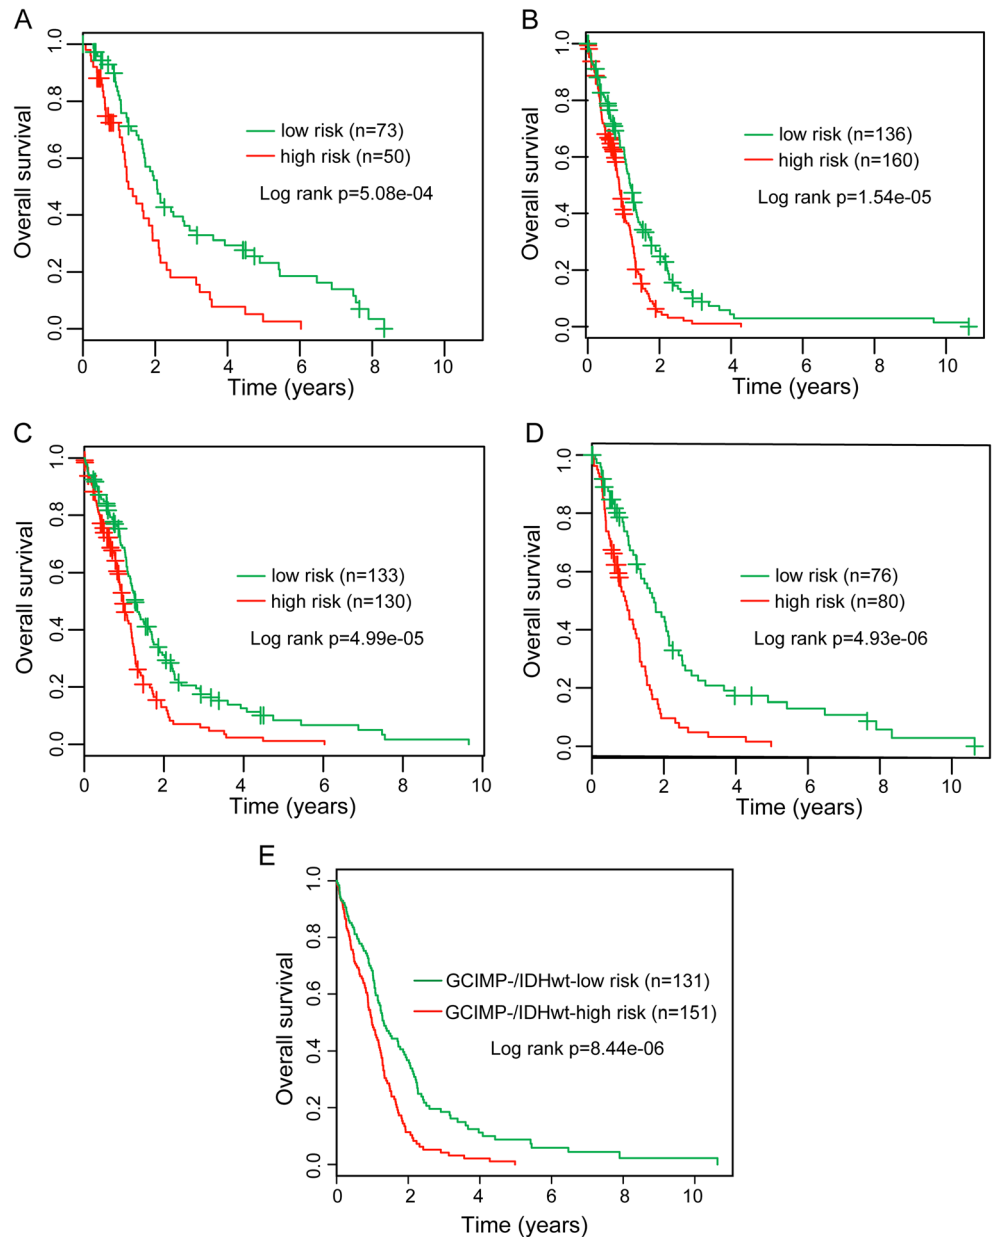 A
Overall survival
1.0
0.8
0.6
0.4
0.2
0.0
low risk (n=73)
high risk (n=50)
Log rank p=5.08e-04
0 2 4 6 8 10
Time (years)
B
Overall survival
1.0
0.8
0.6
0.4
0.2
0.0
low risk (n=136)
high risk (n=160)
Log rank p=1.54e-05
0 2 4 6 8 10
Time (years)
C
Overall survival
1.0
0.8
0.6
0.4
0.2
0.0
low risk (n=133)
high risk (n=130)
Log rank p=4.99e-05
0 2 4 6 8 10
Time (years)
D
Overall survival
1.0
0.8
0.6
0.4
0.2
0.0
low risk (n=76)
high risk (n=80)
Log rank p=4.93e-06
0 2 4 6 8 10
Time (years)
E
Overall survival
1.0
0.8
0.6
0.4
0.2
0.0
GCIMP-/IDHwt-low risk (n=131)
GCIMP-/IDHwt-high risk (n=151)
Log rank p=8.44e-06
0 2 4 6 8 10
Time (years)